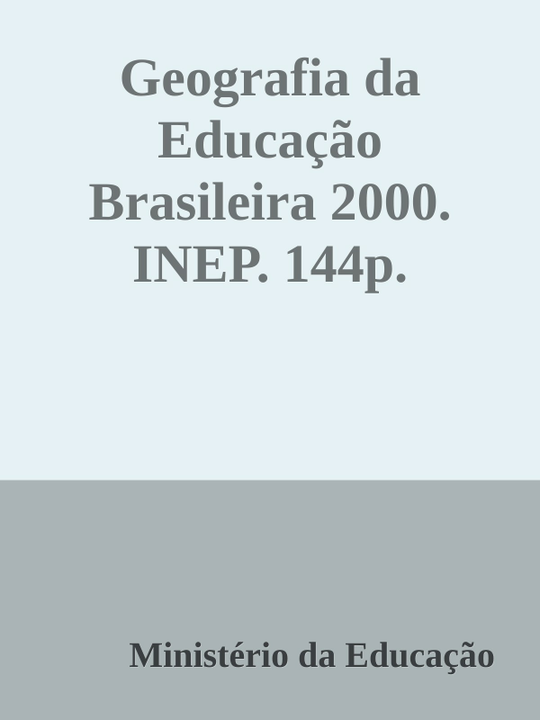 Geografia da
Educação
Brasileira 2000.
INEP. 144p.
Ministério da Educação